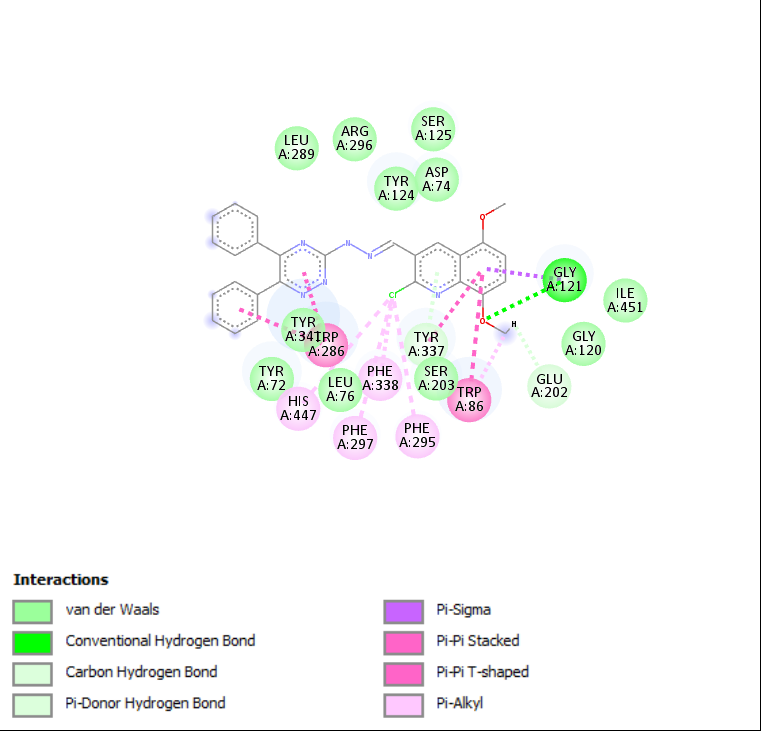 SER
A:125
ARG
A:296
LEU
A:289
ASP
A:74
TYR
A:124
O
N
N
N
N
N
N
Cl
O
H
GLY
A:121
ILE
A:451
GLY
A:120
TYR
A:341
TRP
A:286
TYR
A:337
TYR
A:72
LEU
A:76
PHE
A:338
SER
A:203
TRP
A:86
GLU
A:202
HIS
A:447
PHE
A:297
PHE
A:295
Interactions
van der Waals
Conventional Hydrogen Bond
Carbon Hydrogen Bond
Pi-Donor Hydrogen Bond
Pi-Sigma
Pi-Pi Stacked
Pi-Pi T-shaped
Pi-Alkyl